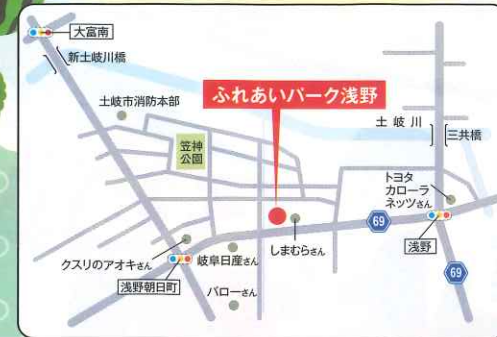 大富南
新土岐川橋
土岐市消防本部
ふれあいパーク浅野
笠神
公園
土岐川
三共橋
トヨタ
カローラ
ネッツさん
69
浅野
しまむらさん
クスリのアオキさん
岐阜日産さん
浅野朝日町
バローさん
69